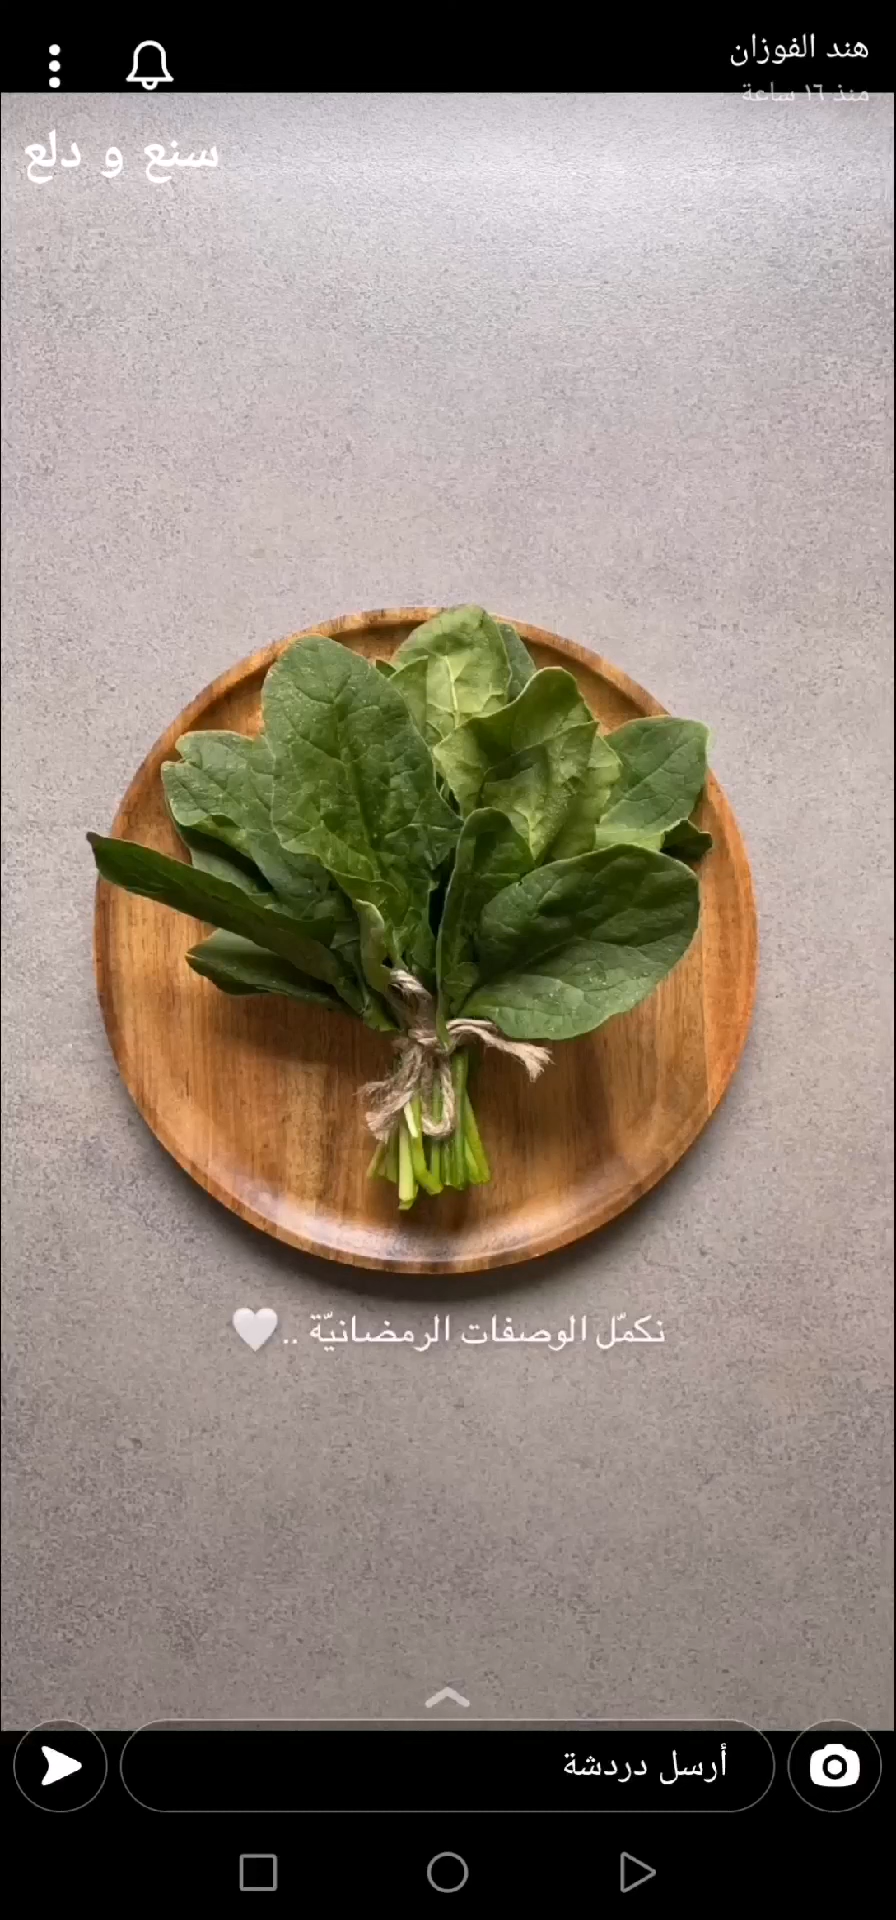 هند الفوزان
منذ ١٦ ساعة
سنع و دلع
نكمّل الوصفات الرمضانيّة ..🤍
أرسل دردشة